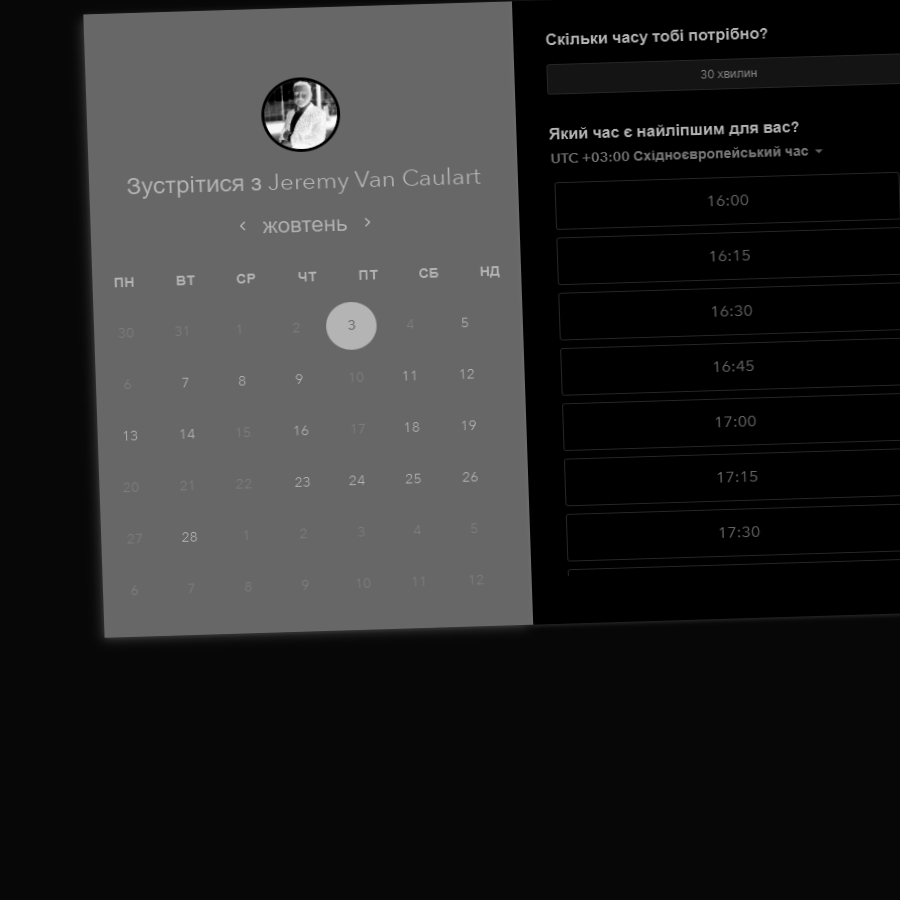 Зустрітися з Jeremy Van Caulart
‹ жовтень ›
ПН ВТ СР ЧТ ПТ СБ НД
30 31 1 2 3 4 5
6 7 8 9 10 11 12
13 14 15 16 17 18 19
20 21 22 23 24 25 26
27 28 1 2 3 4 5
6 7 8 9 10 11 12
Скільки часу тобі потрібно?
30 хвилин
Який час є найліпшим для вас?
UTC +03:00 Східноєвропейський час
16:00
16:15
16:30
16:45
17:00
17:15
17:30